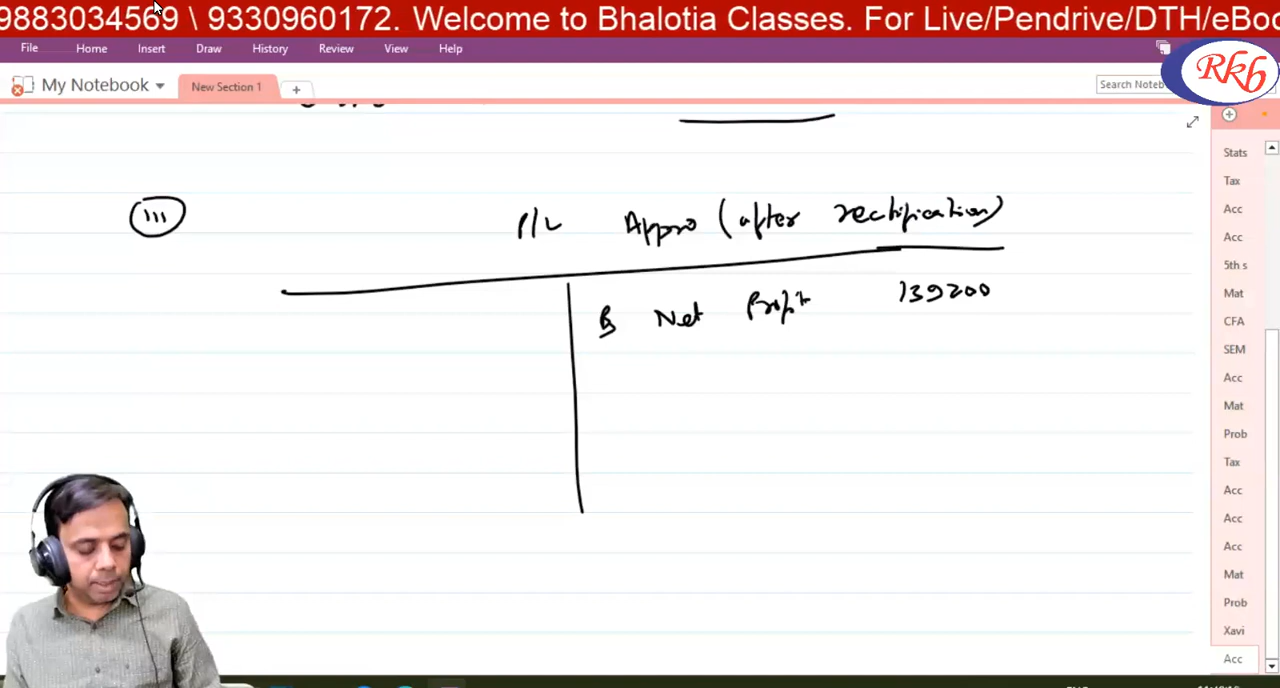 9883034569 \ 9330960172. Welcome to Bhalotia Classes. For Live/Pendrive/DTH/eBoo
File Home Insert Draw History Review View Help
Rkb
My Notebook New Section 1 + Search Noteb
(III) P/L Appro (after rectification)
By Net Profit 139200
Stats
Tax
Acc
Acc
5th s
Mat
CFA
SEM
Acc
Mat
Prob
Tax
Acc
Acc
Acc
Mat
Prob
Xavi
Acc